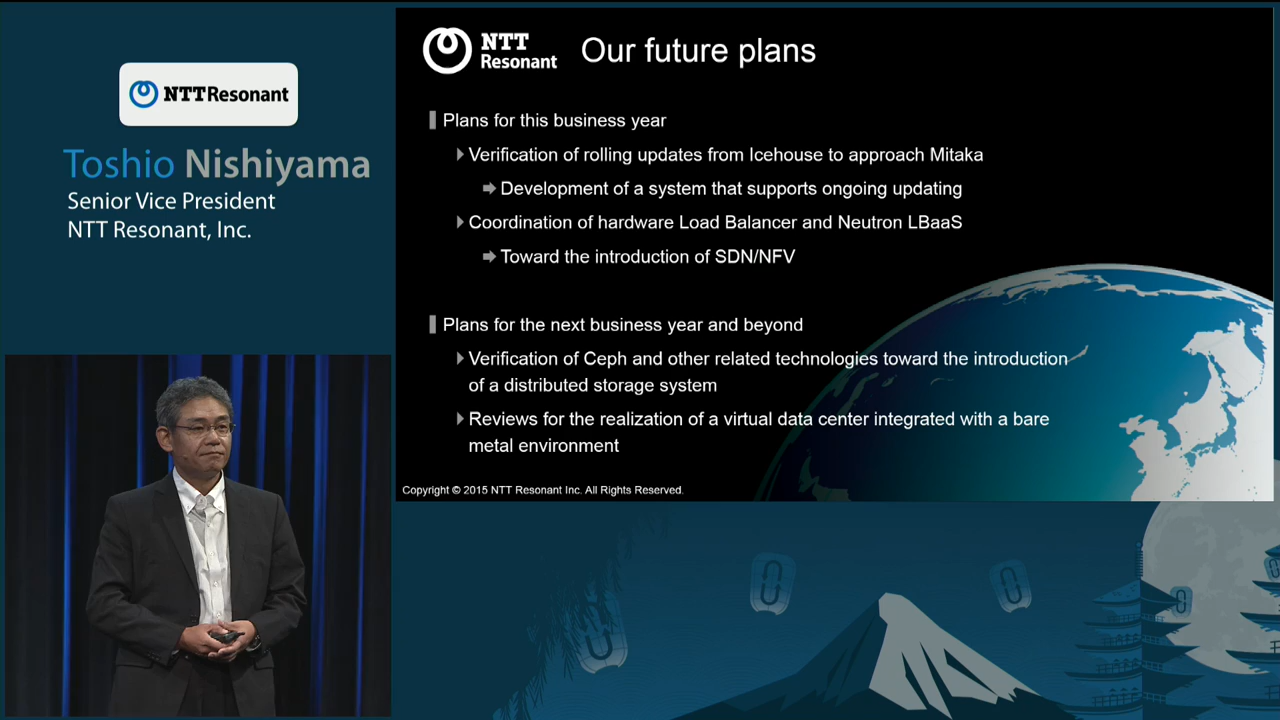 NTT Resonant
Toshio Nishiyama
Senior Vice President
NTT Resonant, Inc.
NTT
Resonant
Our future plans
Plans for this business year
Verification of rolling updates from Icehouse to approach Mitaka
Development of a system that supports ongoing updating
Coordination of hardware Load Balancer and Neutron LBaaS
Toward the introduction of SDN/NFV
Plans for the next business year and beyond
Verification of Ceph and other related technologies toward the introduction
of a distributed storage system
Reviews for the realization of a virtual data center integrated with a bare
metal environment
Copyright © 2015 NTT Resonant Inc. All Rights Reserved.